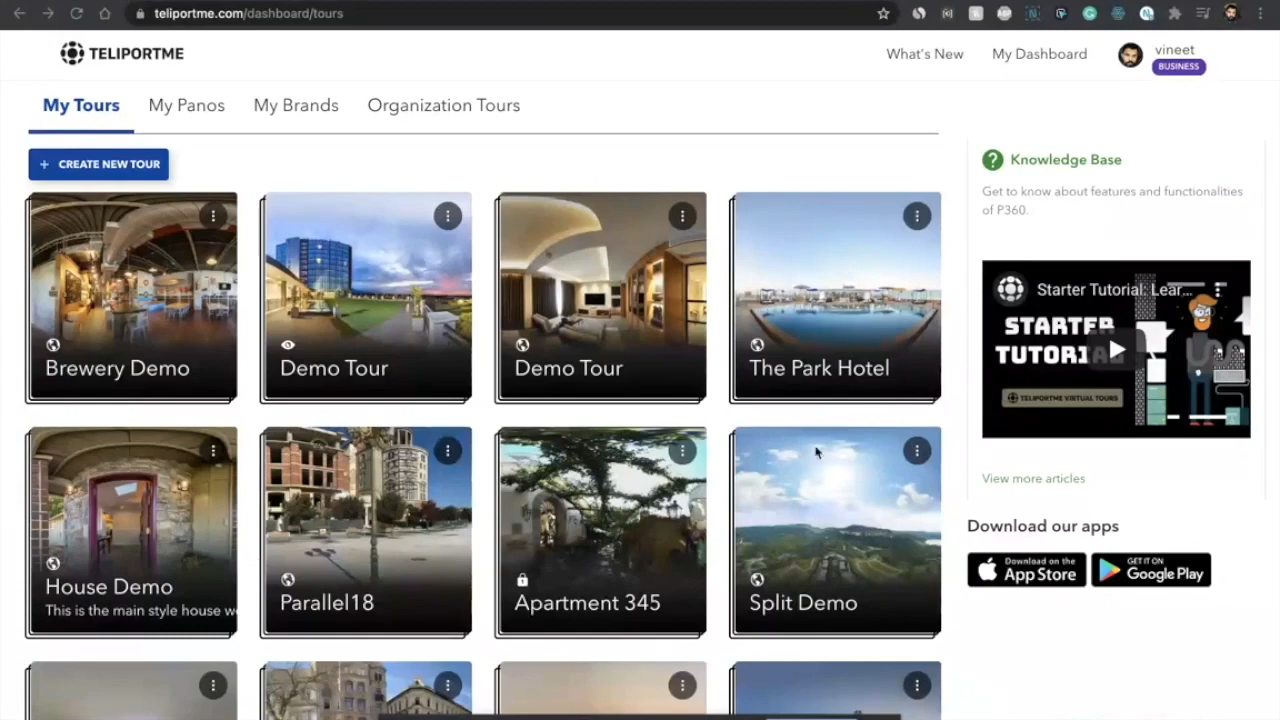 teliportme.com/dashboard/tours
TELIPORTME
What's New
My Dashboard
vineet
BUSINESS
My Tours
My Panos
My Brands
Organization Tours
+ CREATE NEW TOUR
Brewery Demo
Demo Tour
Demo Tour
The Park Hotel
House Demo
This is the main style house w
Parallel18
Apartment 345
Split Demo
? Knowledge Base
Get to know about features and functionalities
of P360.
Starter Tutorial: Lear...
STARTER
TUTORIAL
TELIPORTME VIRTUAL TOURS
View more articles
Download our apps
Download on the
App Store
GET IT ON
Google Play